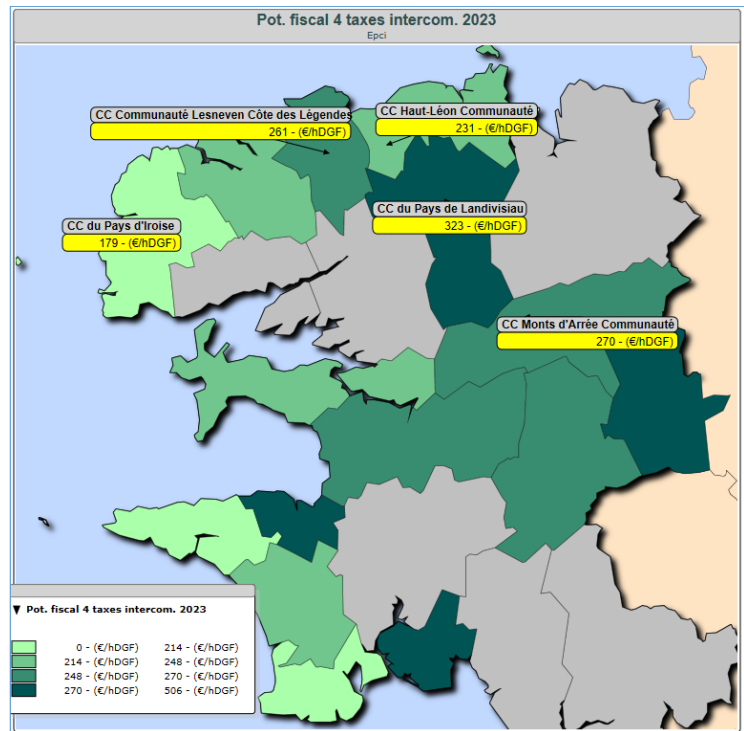 Pot. fiscal 4 taxes intercom. 2023
Epci
CC Communauté Lesneven Côte des Légendes
261 - (€/hDGF)
CC Haut-Léon Communauté
231 - (€/hDGF)
CC du Pays d'Iroise
179 - (€/hDGF)
CC du Pays de Landivisiau
323 - (€/hDGF)
CC Monts d'Arrée Communauté
270 - (€/hDGF)
▼ Pot. fiscal 4 taxes intercom. 2023
0 - (€/hDGF) 214 - (€/hDGF)
214 - (€/hDGF) 248 - (€/hDGF)
248 - (€/hDGF) 270 - (€/hDGF)
270 - (€/hDGF) 506 - (€/hDGF)